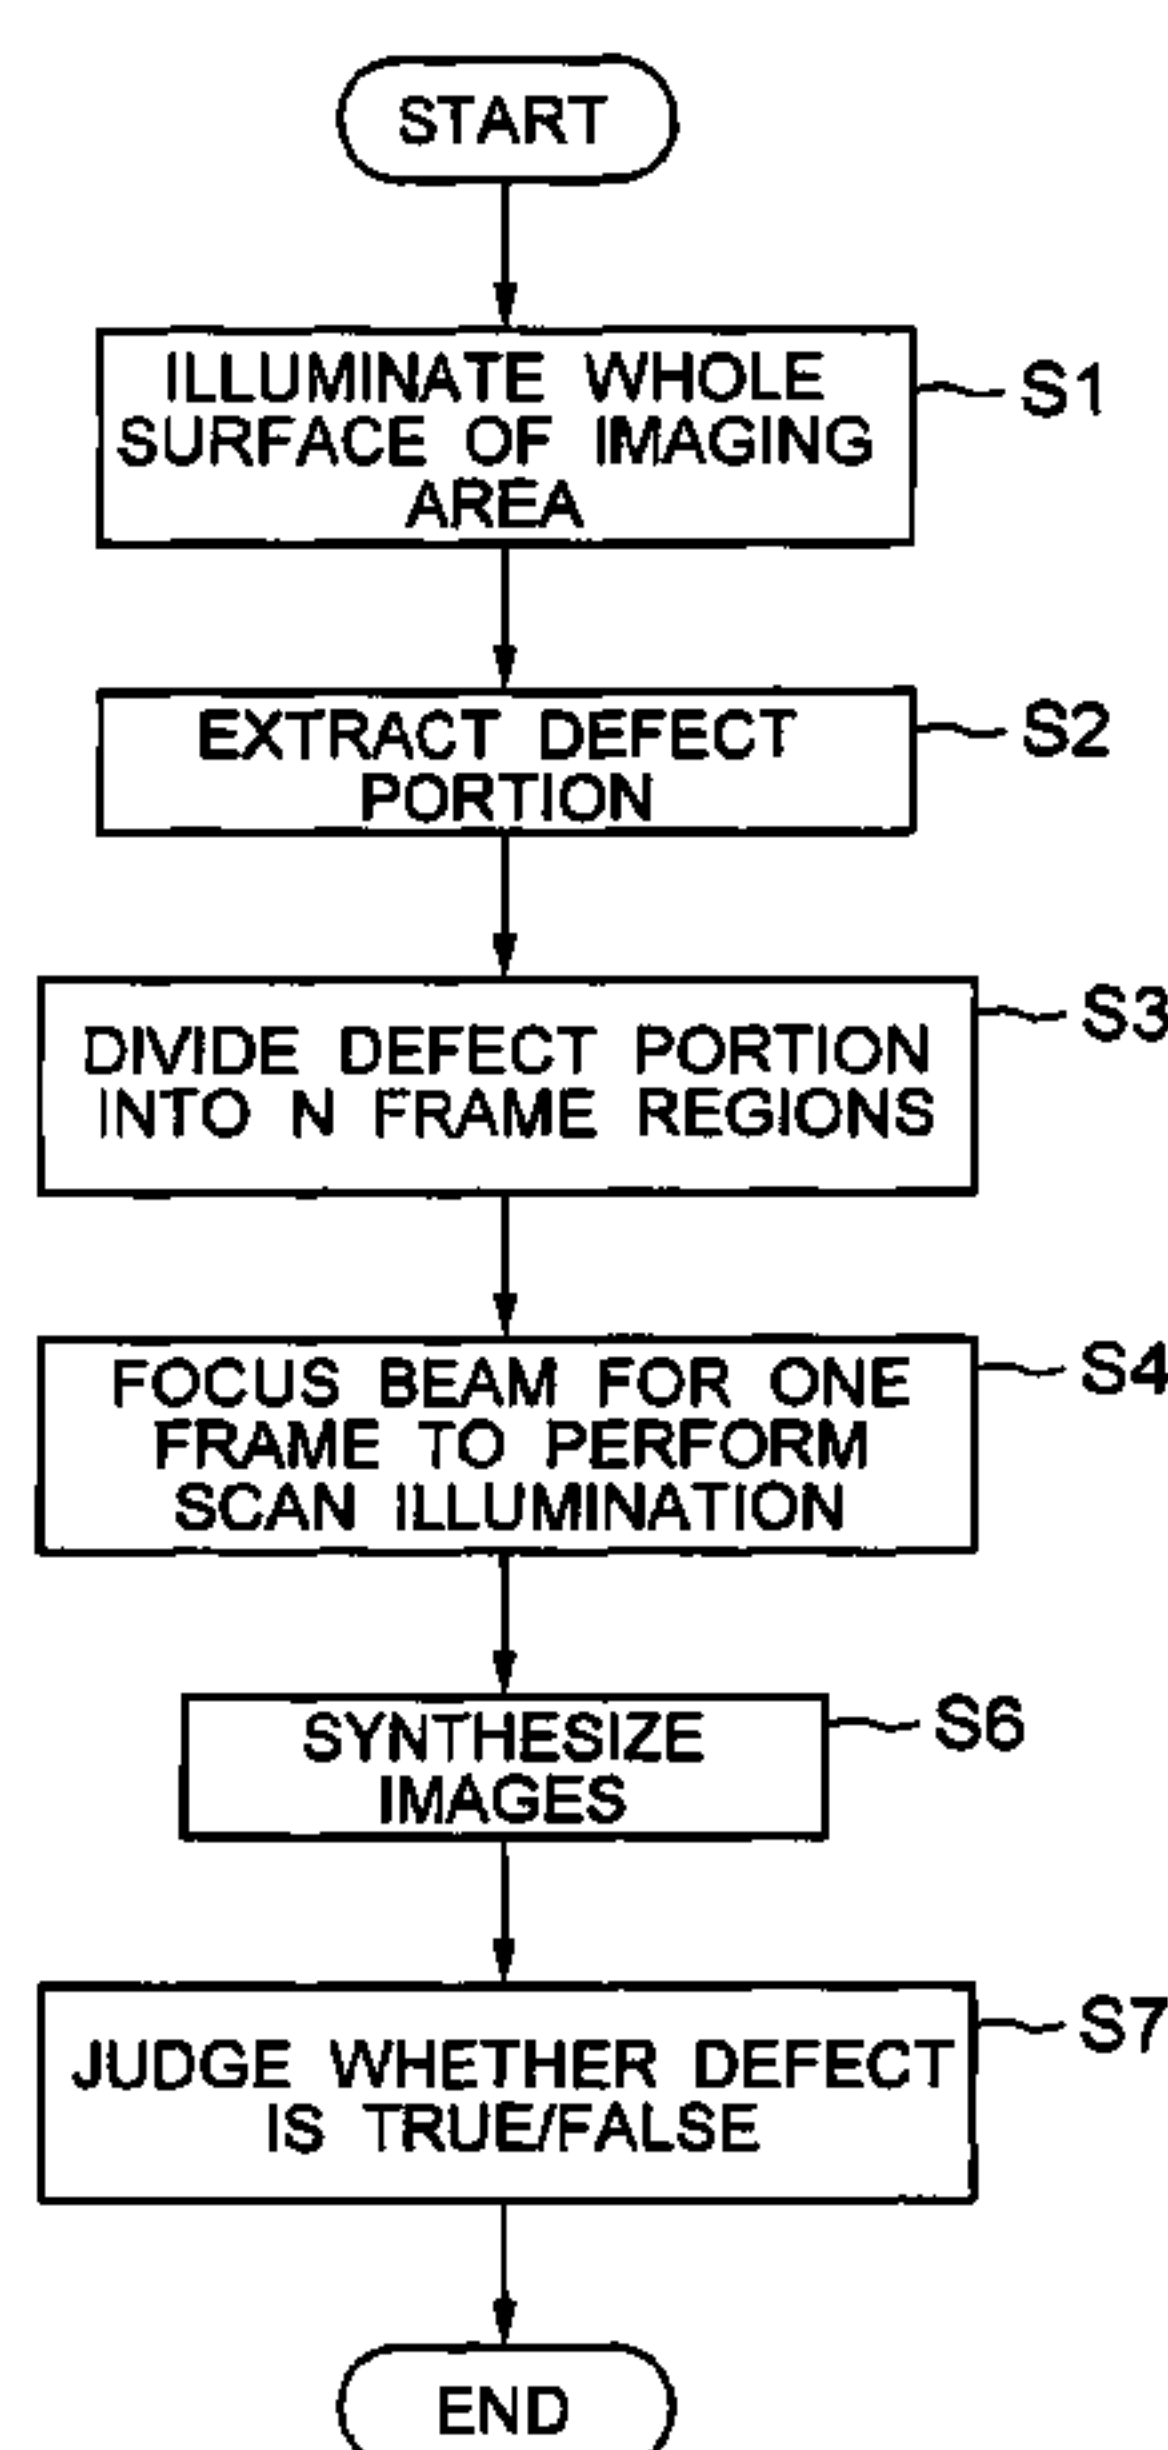 START
ILLUMINATE WHOLE
SURFACE OF IMAGING
AREA
S1
EXTRACT DEFECT
PORTION
S2
DIVIDE DEFECT PORTION
INTO N FRAME REGIONS
S3
FOCUS BEAM FOR ONE
FRAME TO PERFORM
SCAN ILLUMINATION
S4
SYNTHESIZE
IMAGES
S6
JUDGE WHETHER DEFECT
IS TRUE/FALSE
S7
END